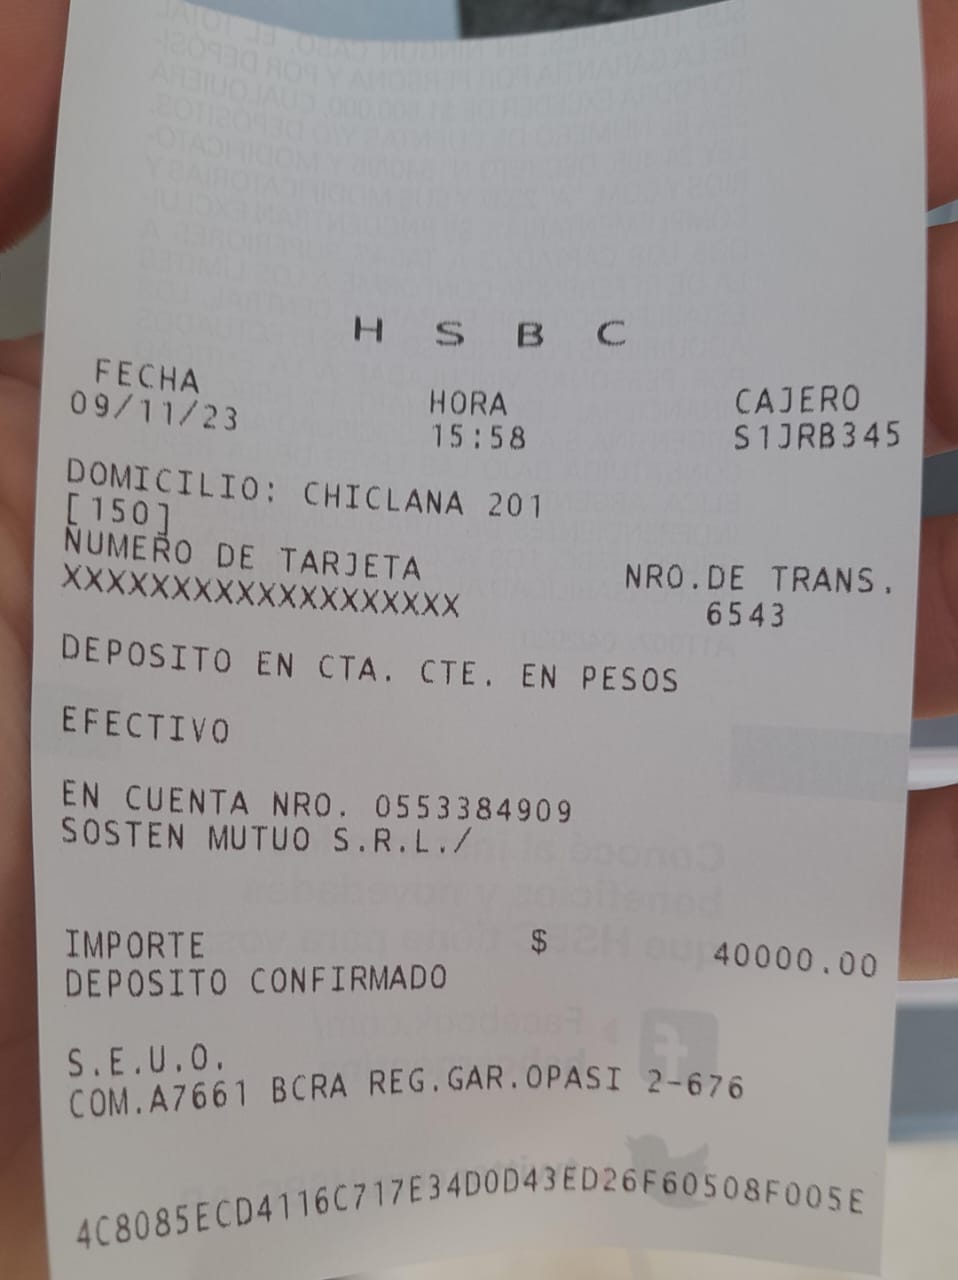 H S B C
FECHA HORA CAJERO
09/11/23 15:58 S1JRB345
DOMICILIO: CHICLANA 201
[150]
NUMERO DE TARJETA NRO.DE TRANS.
XXXXXXXXXXXXXXXXXXX 6543
DEPOSITO EN CTA. CTE. EN PESOS
EFECTIVO
EN CUENTA NRO. 0553384909
SOSTEN MUTUO S.R.L./
IMPORTE $ 40000.00
DEPOSITO CONFIRMADO
S.E.U.O.
COM.A7661 BCRA REG.GAR.OPASI 2-676
4C8085ECD4116C717E34D0D43ED26F60508F005E